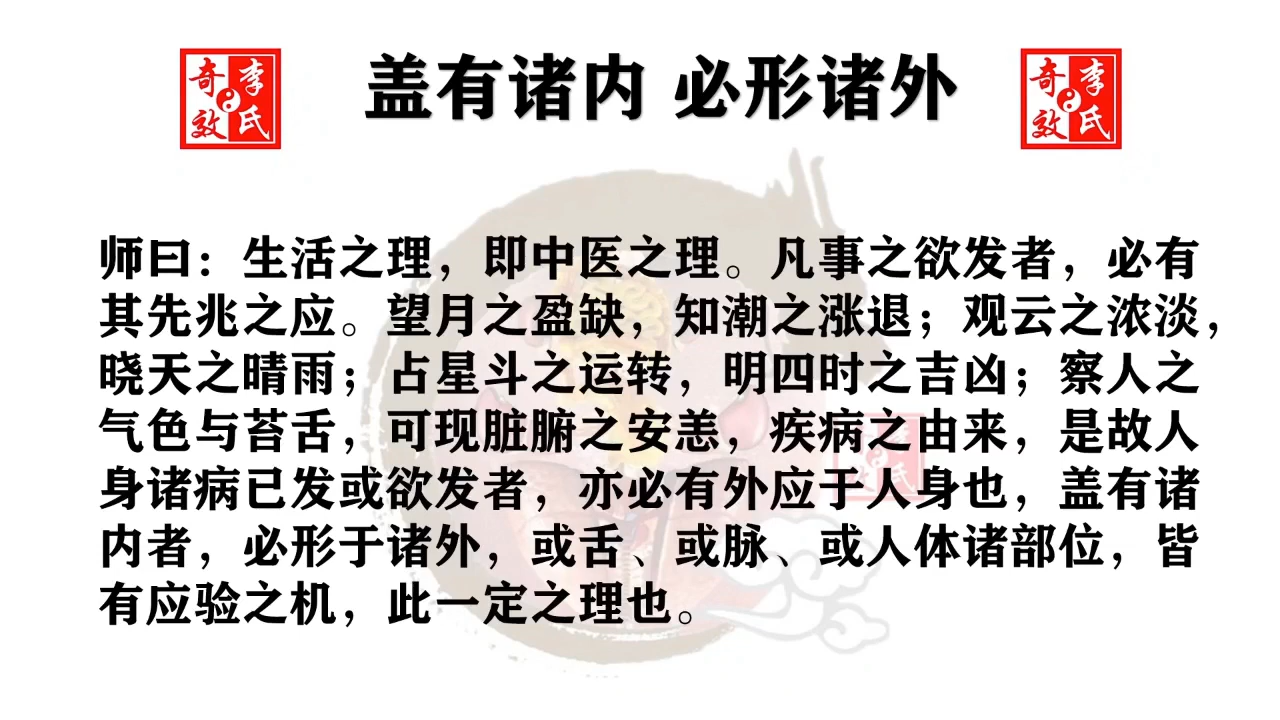 盖有诸内 必形诸外
李氏奇效
李氏奇效
师曰：生活之理，即中医之理。凡事之欲发者，必有
其先兆之应。望月之盈缺，知潮之涨退；观云之浓淡，
晓天之晴雨；占星斗之运转，明四时之吉凶；察人之
气色与苔舌，可现脏腑之安恙，疾病之由来，是故人
身诸病已发或欲发者，亦必有外应于人身也，盖有诸
内者，必形于诸外，或舌、或脉、或人体诸部位，皆
有应验之机，此一定之理也。